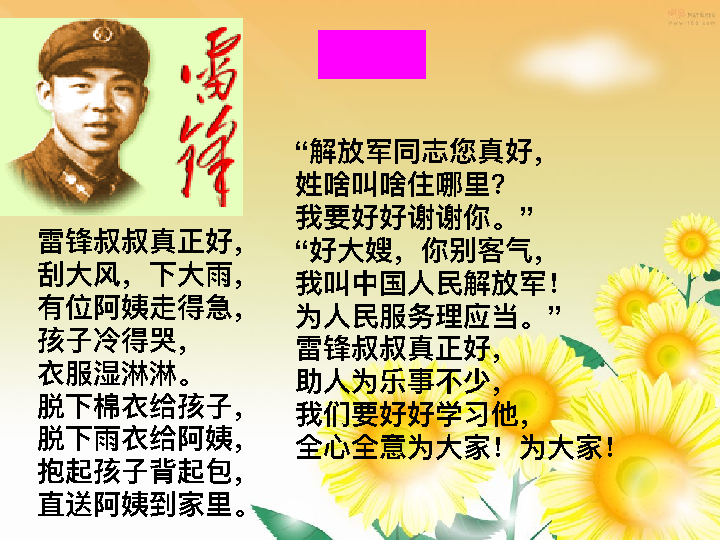 雷锋
雷锋叔叔真正好，
刮大风，下大雨，
有位阿姨走得急，
孩子冷得哭，
衣服湿淋淋。
脱下棉衣给孩子，
脱下雨衣给阿姨，
抱起孩子背起包，
直送阿姨到家里。
“解放军同志您真好，
姓啥叫啥住哪里？
我要好好谢谢你。”
“好大嫂，你别客气，
我叫中国人民解放军！
为人民服务理应当。”
雷锋叔叔真正好，
助人为乐事不少，
我们要好好学习他，
全心全意为大家！为大家！